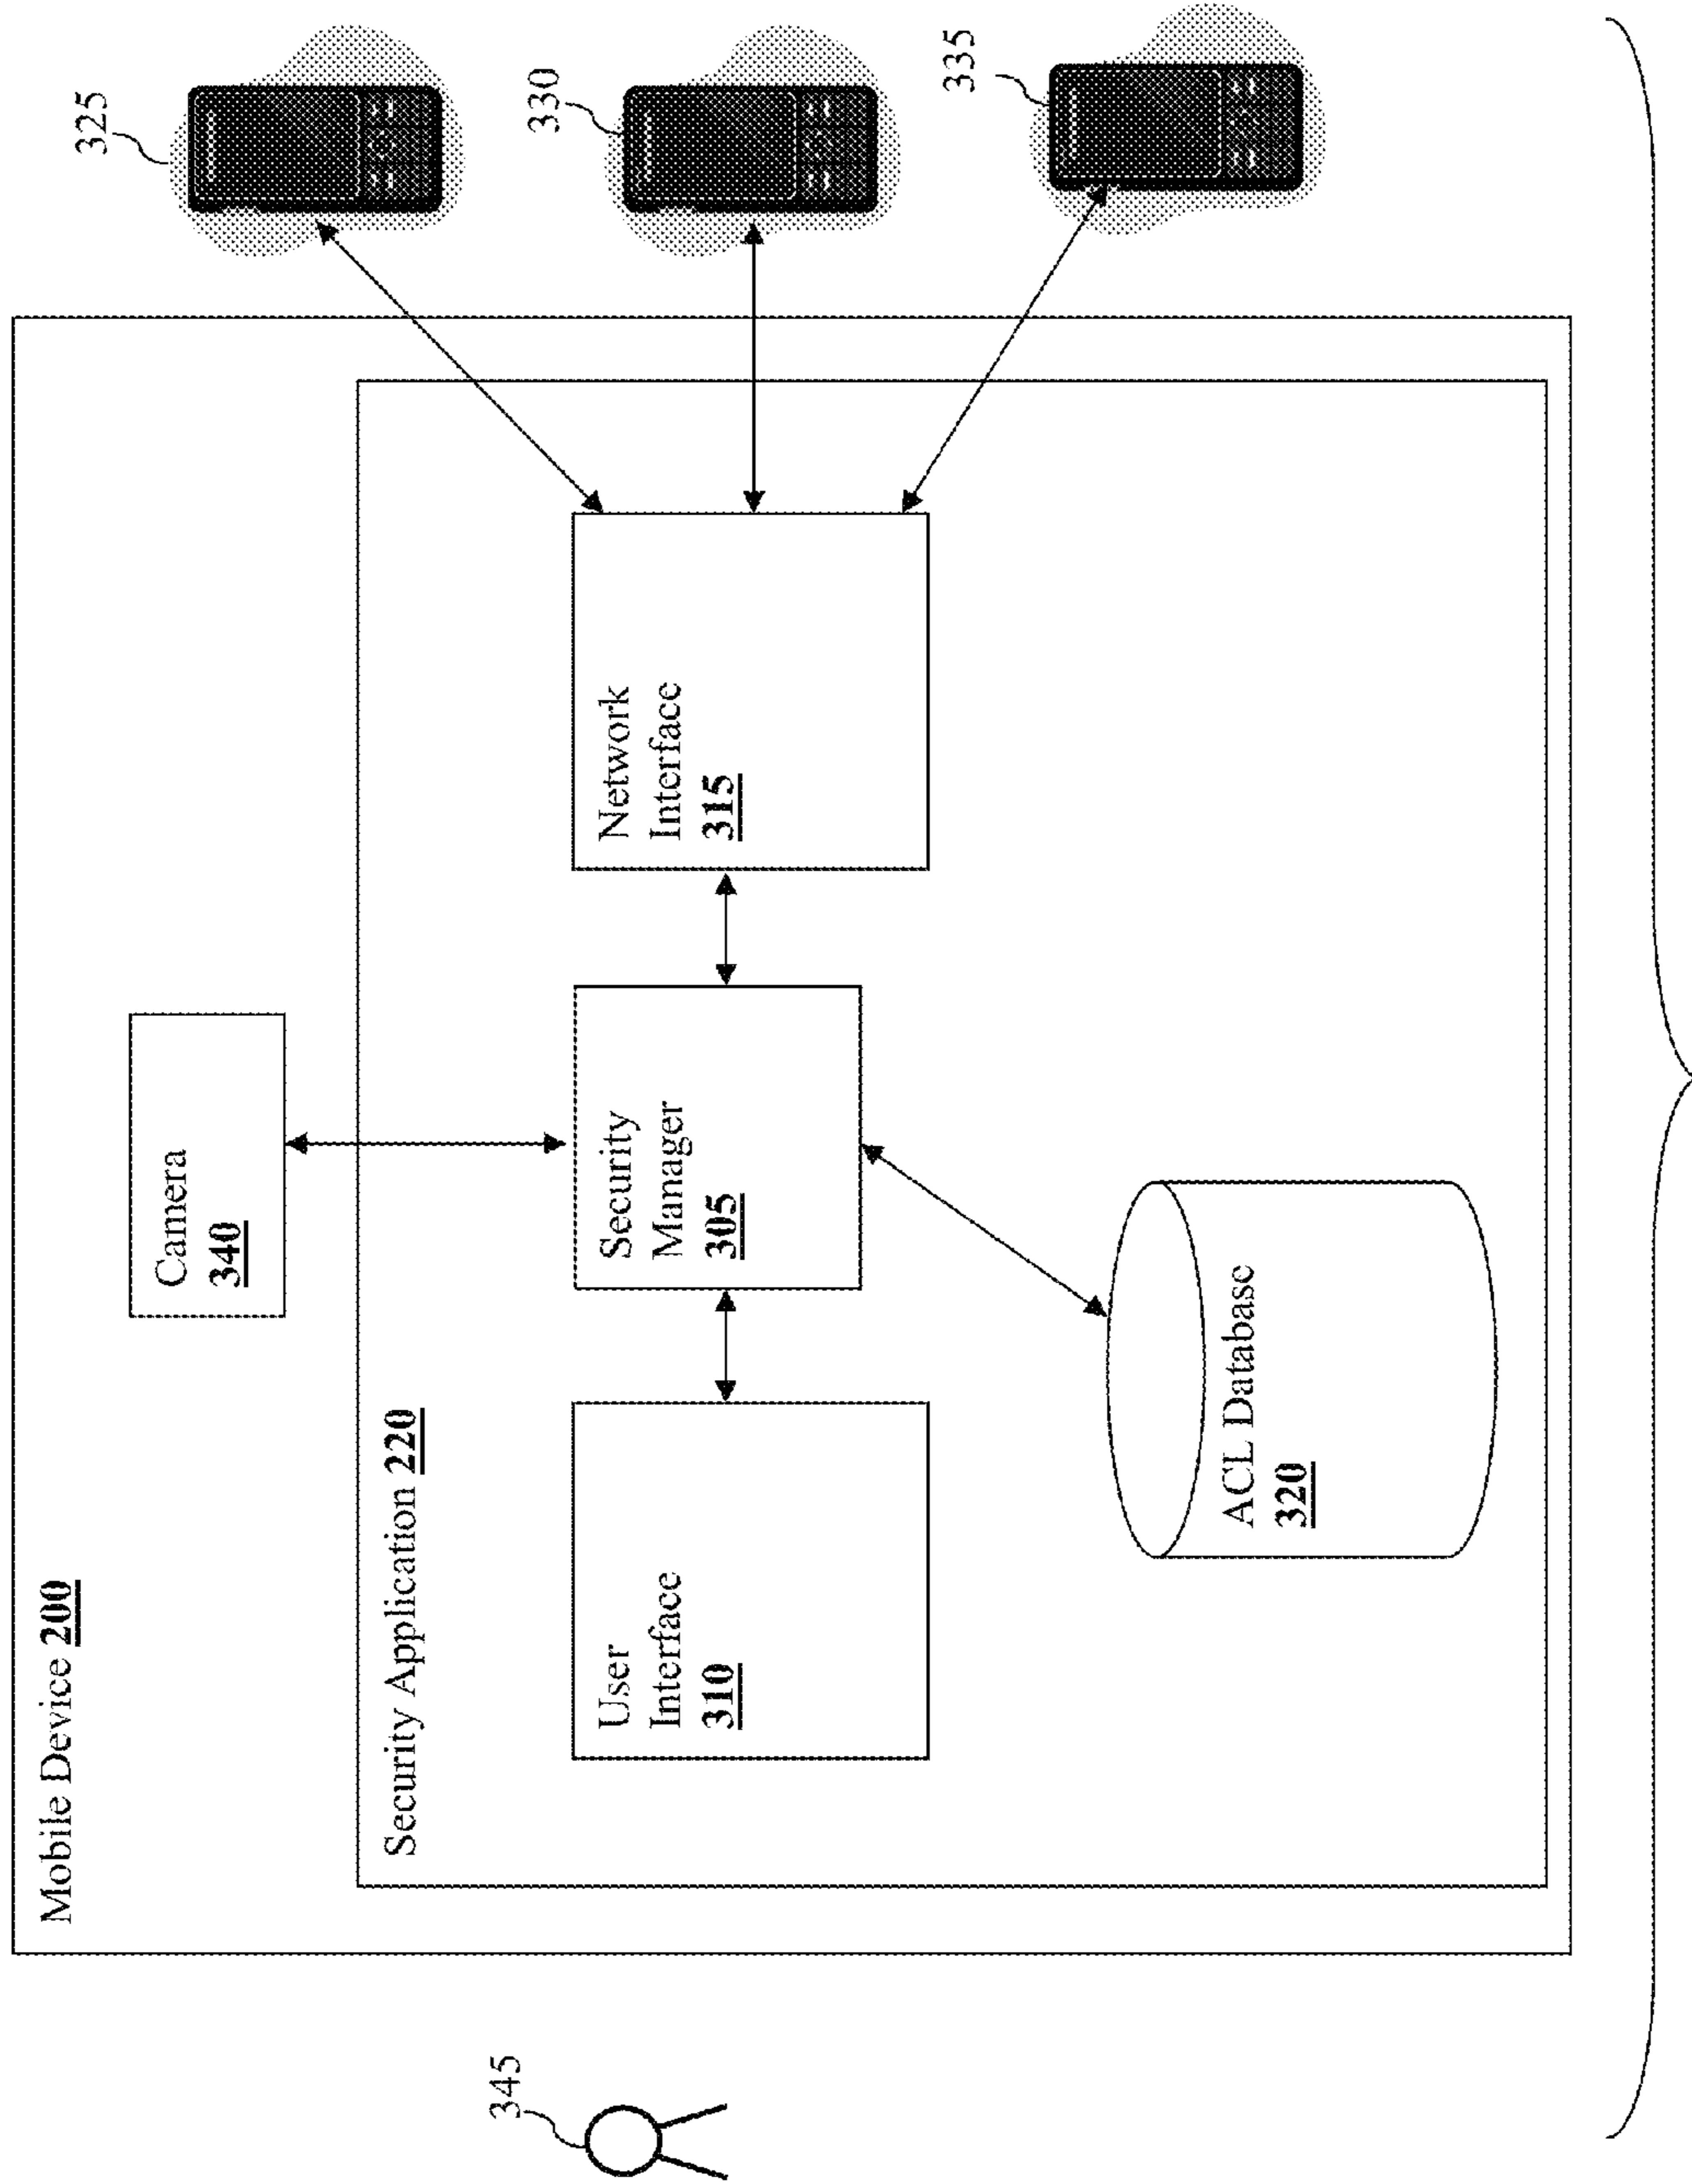 Mobile Device 200
Camera
340
325
Security Application 220
345
User
Interface
310
Security
Manager
305
Network
Interface
315
330
ACL Database
320
335